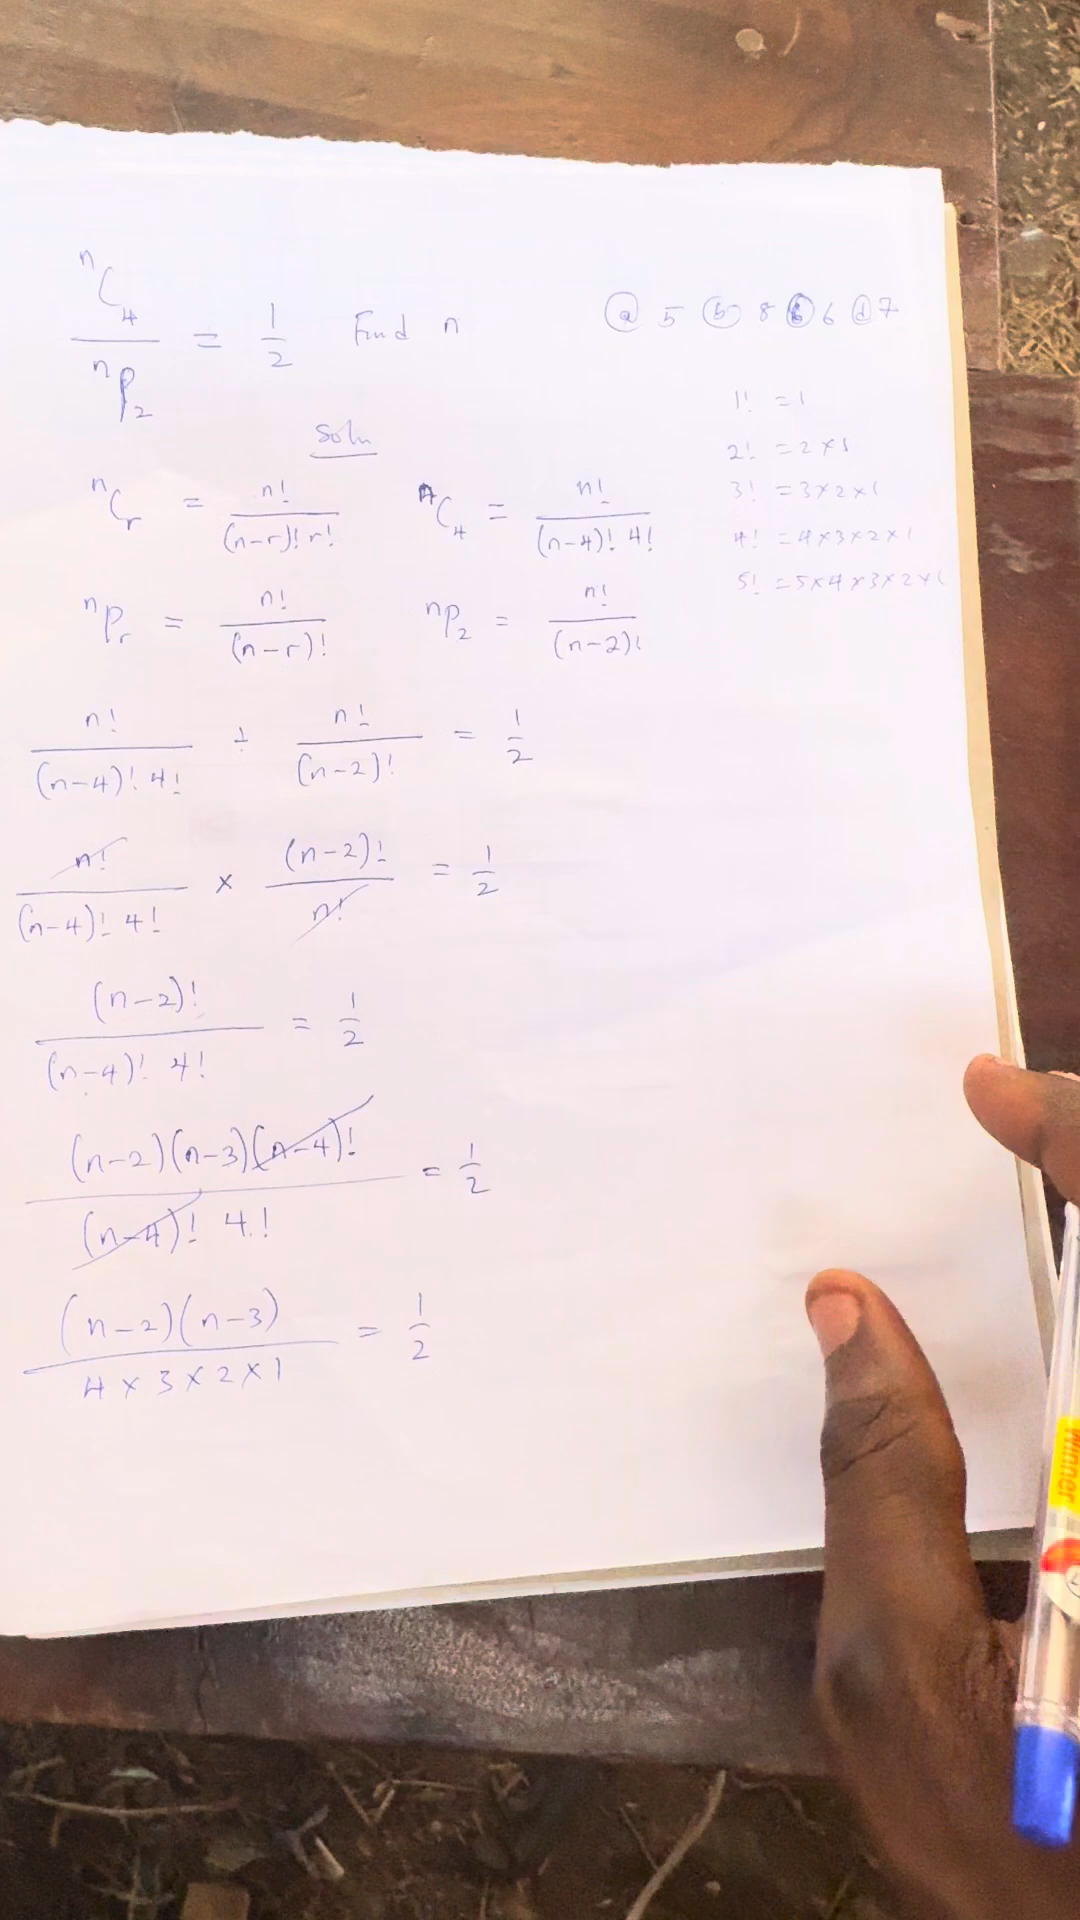 ⁿC₄ / ⁿP₂ = 1/2 Find n ⓐ 5 ⓑ 8 ⓒ 6 ⓓ 7
Soln
ⁿCᵣ = n! / (n-r)! r! ⁿC₄ = n! / (n-4)! 4!
ⁿPᵣ = n! / (n-r)! ⁿP₂ = n! / (n-2)!
1! = 1
2! = 2×1
3! = 3×2×1
4! = 4×3×2×1
5! = 5×4×3×2×1
n! / (n-4)! 4! ÷ n! / (n-2)! = 1/2
n! / (n-4)! 4! × (n-2)! / n! = 1/2
(n-2)! / (n-4)! 4! = 1/2
(n-2)(n-3)(n-4)! / (n-4)! 4! = 1/2
(n-2)(n-3) / 4×3×2×1 = 1/2
Winner